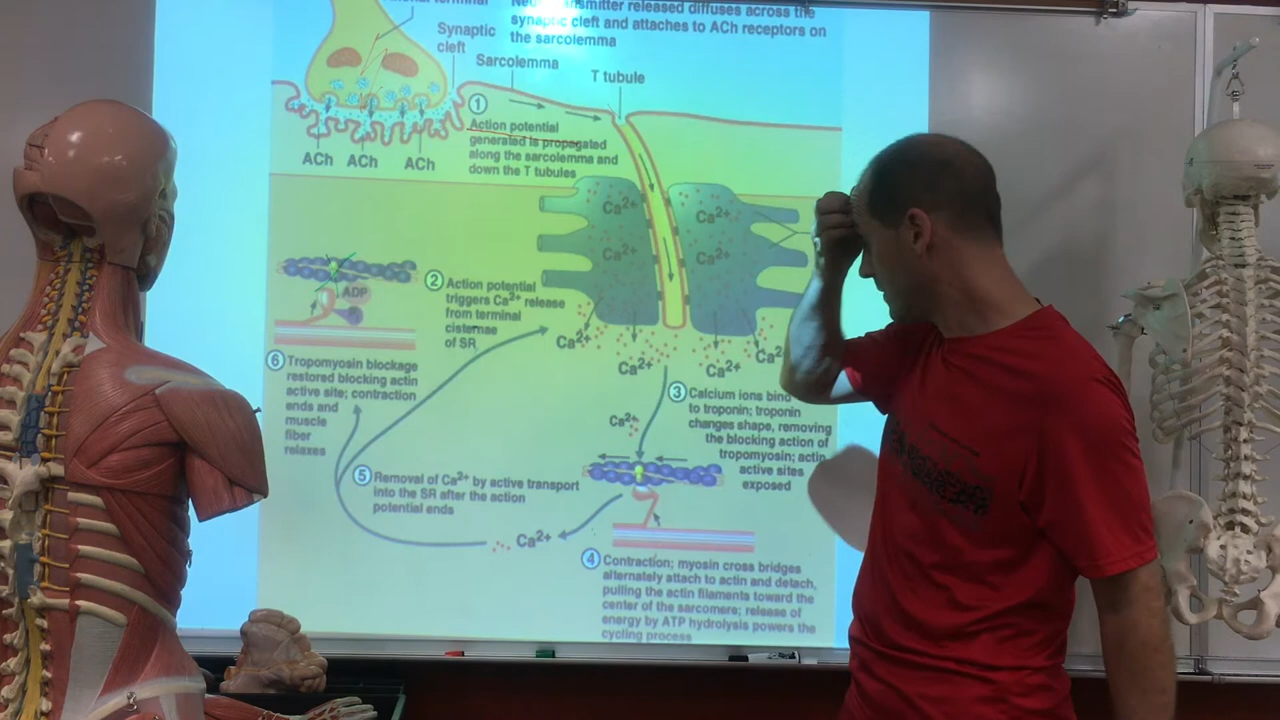 terminal
Neurotransmitter released diffuses across the
synaptic cleft and attaches to ACh receptors on
the sarcolemma
Synaptic
cleft
Sarcolemma
T tubule
1
Action potential
generated is propagated
along the sarcolemma and
down the T tubules
ACh ACh ACh
Ca2+
Ca2+
Ca2+
Ca2+
ADP
2 Action potential
triggers Ca2+ release
from terminal
cisternae
of SR
Ca2+
Ca2+
Ca2+
Ca2
6 Tropomyosin blockage
restored blocking actin
active site; contraction
ends and
muscle
fiber
relaxes
3 Calcium ions bind
to troponin; troponin
changes shape, removing
the blocking action of
tropomyosin; actin
active sites
exposed
Ca2+
5 Removal of Ca2+ by active transport
into the SR after the action
potential ends
Ca2+
4 Contraction; myosin cross bridges
alternately attach to actin and detach,
pulling the actin filaments toward the
center of the sarcomere; release of
energy by ATP hydrolysis powers the
cycling process